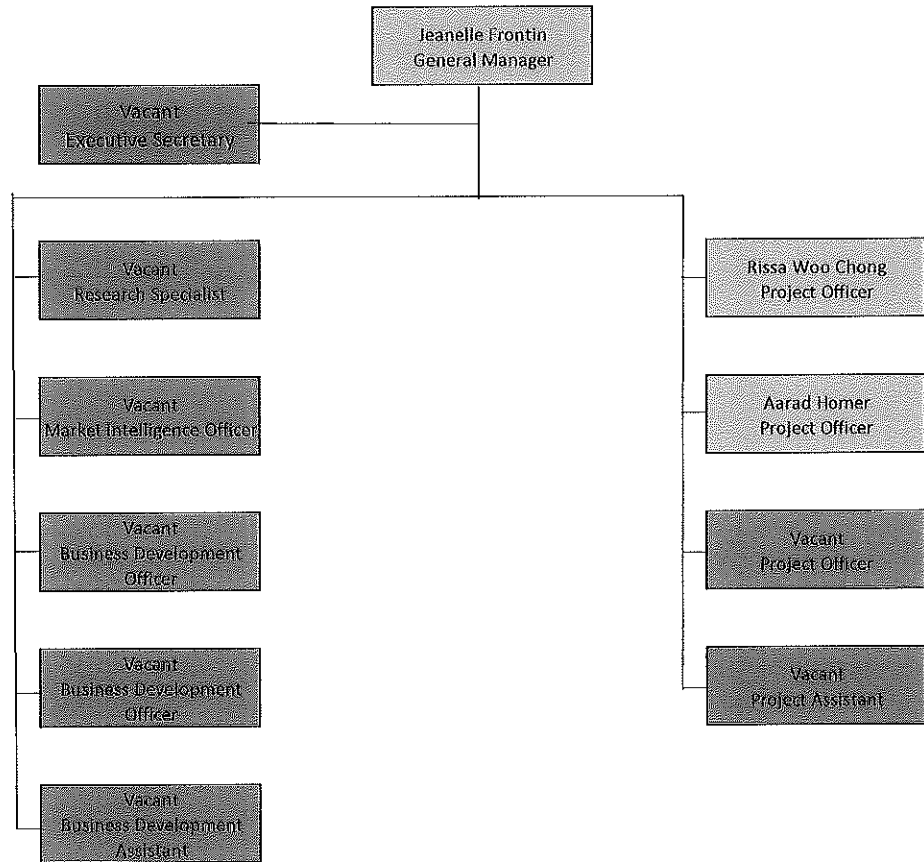 Jeanelle Frontin
General Manager
Vacant
Executive Secretary
Vacant
Research Specialist
Vacant
Market Intelligence Officer
Vacant
Business Development
Officer
Vacant
Business Development
Officer
Vacant
Business Development
Assistant
Rissa Woo Chong
Project Officer
Aarad Homer
Project Officer
Vacant
Project Officer
Vacant
Project Assistant